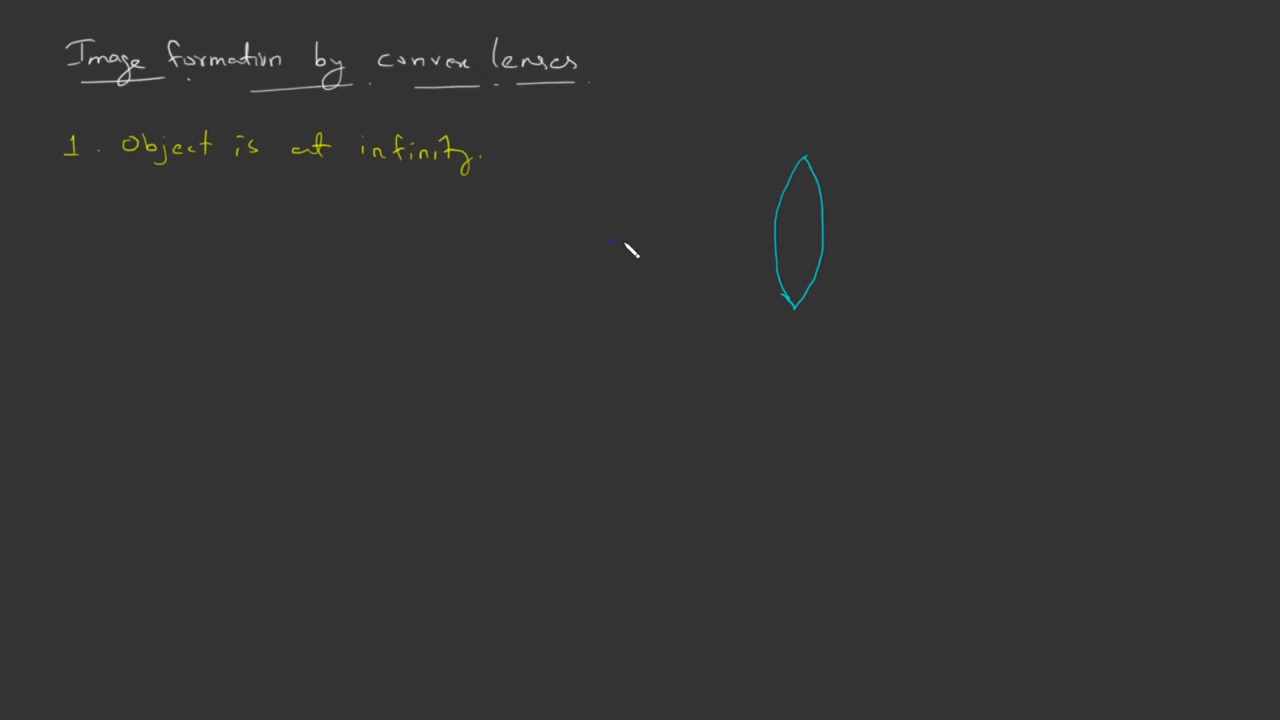 Image formation by convex lenses
1. Object is at infinity.